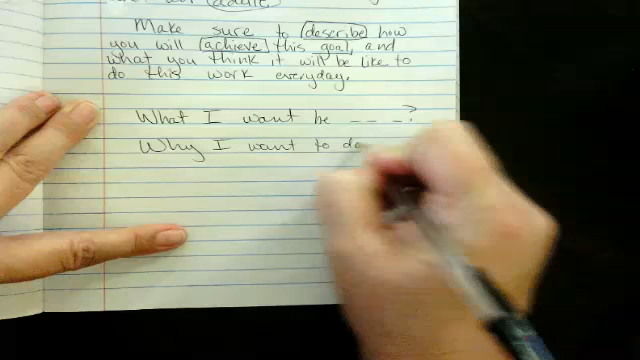 adults
Make sure to describe how
you will achieve this goal, and
what you think it will be like to
do this work everyday.
What I want be _ _ _?
Why I want to do